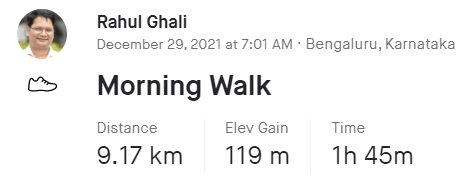 Rahul Ghali
December 29, 2021 at 7:01 AM · Bengaluru, Karnataka
Morning Walk
Distance Elev Gain Time
9.17 km 119 m 1h 45m